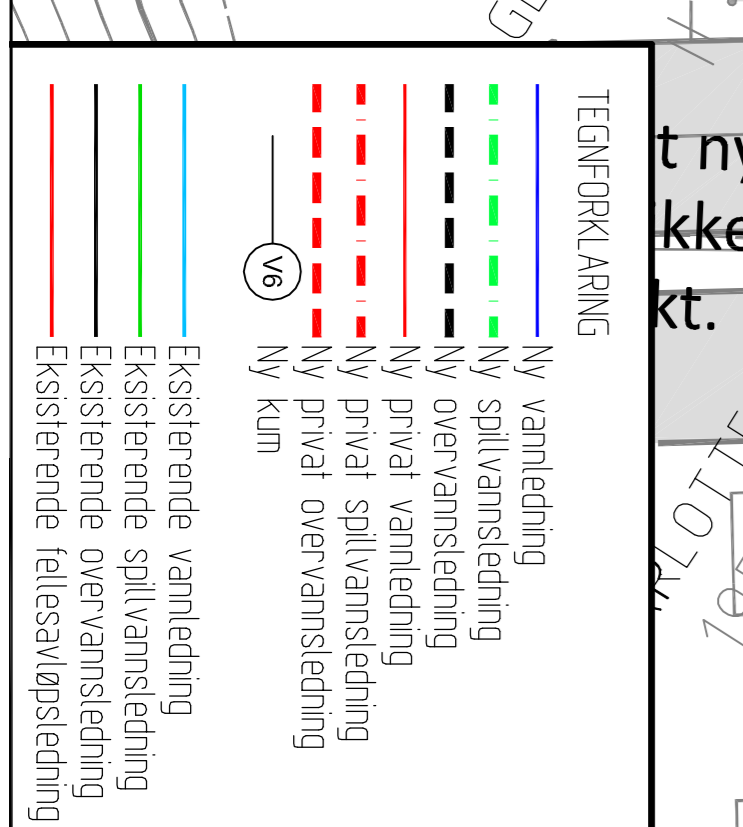 TEGNFORKLARING
Ny vannledning
Ny spillvannsledning
Ny overvannsledning
Ny privat vannledning
Ny privat spillvannsledning
Ny privat overvannsledning
V6 Ny kum
Eksisterende vannledning
Eksisterende spillvannsledning
Eksisterende overvannsledning
Eksisterende fellesavløpsledning
t ny
ikke
kt.